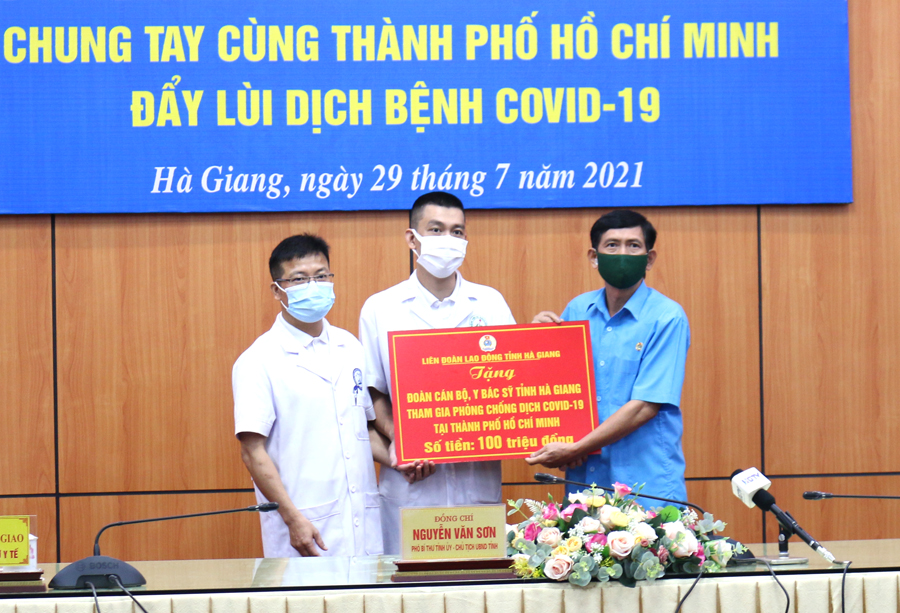 CHUNG TAY CÙNG THÀNH PHỐ HỒ CHÍ MINH
ĐẨY LÙI DỊCH BỆNH COVID-19
Hà Giang, ngày 29 tháng 7 năm 2021
LIÊN ĐOÀN LAO ĐỘNG TỈNH HÀ GIANG
Tặng
ĐOÀN CÁN BỘ, Y BÁC SỸ TỈNH HÀ GIANG
THAM GIA PHÒNG CHỐNG DỊCH COVID-19
TẠI THÀNH PHỐ HỒ CHÍ MINH
Số tiền: 100 triệu đồng
ĐỒNG CHÍ
NGUYỄN VĂN SƠN
PHÓ BÍ THƯ TỈNH ỦY - CHỦ TỊCH UBND TỈNH
GIAO
Y TẾ
BOSCH